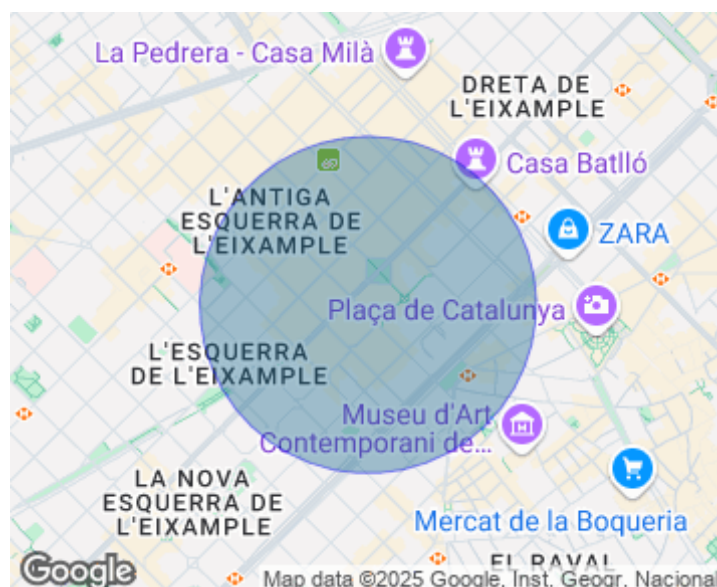 La Pedrera - Casa Milà
DRETA DE
L'EIXAMPLE
Casa Batlló
L'ANTIGA
ESQUERRA DE
L'EIXAMPLE
ZARA
Plaça de Catalunya
L'ESQUERRA
DE L'EIXAMPLE
Museu d'Art
Contemporani de...
LA NOVA
ESQUERRA DE
L'EIXAMPLE
Mercat de la Boqueria
EL RAVAL
Google
Map data ©2025 Google, Inst. Geogr. Nacional